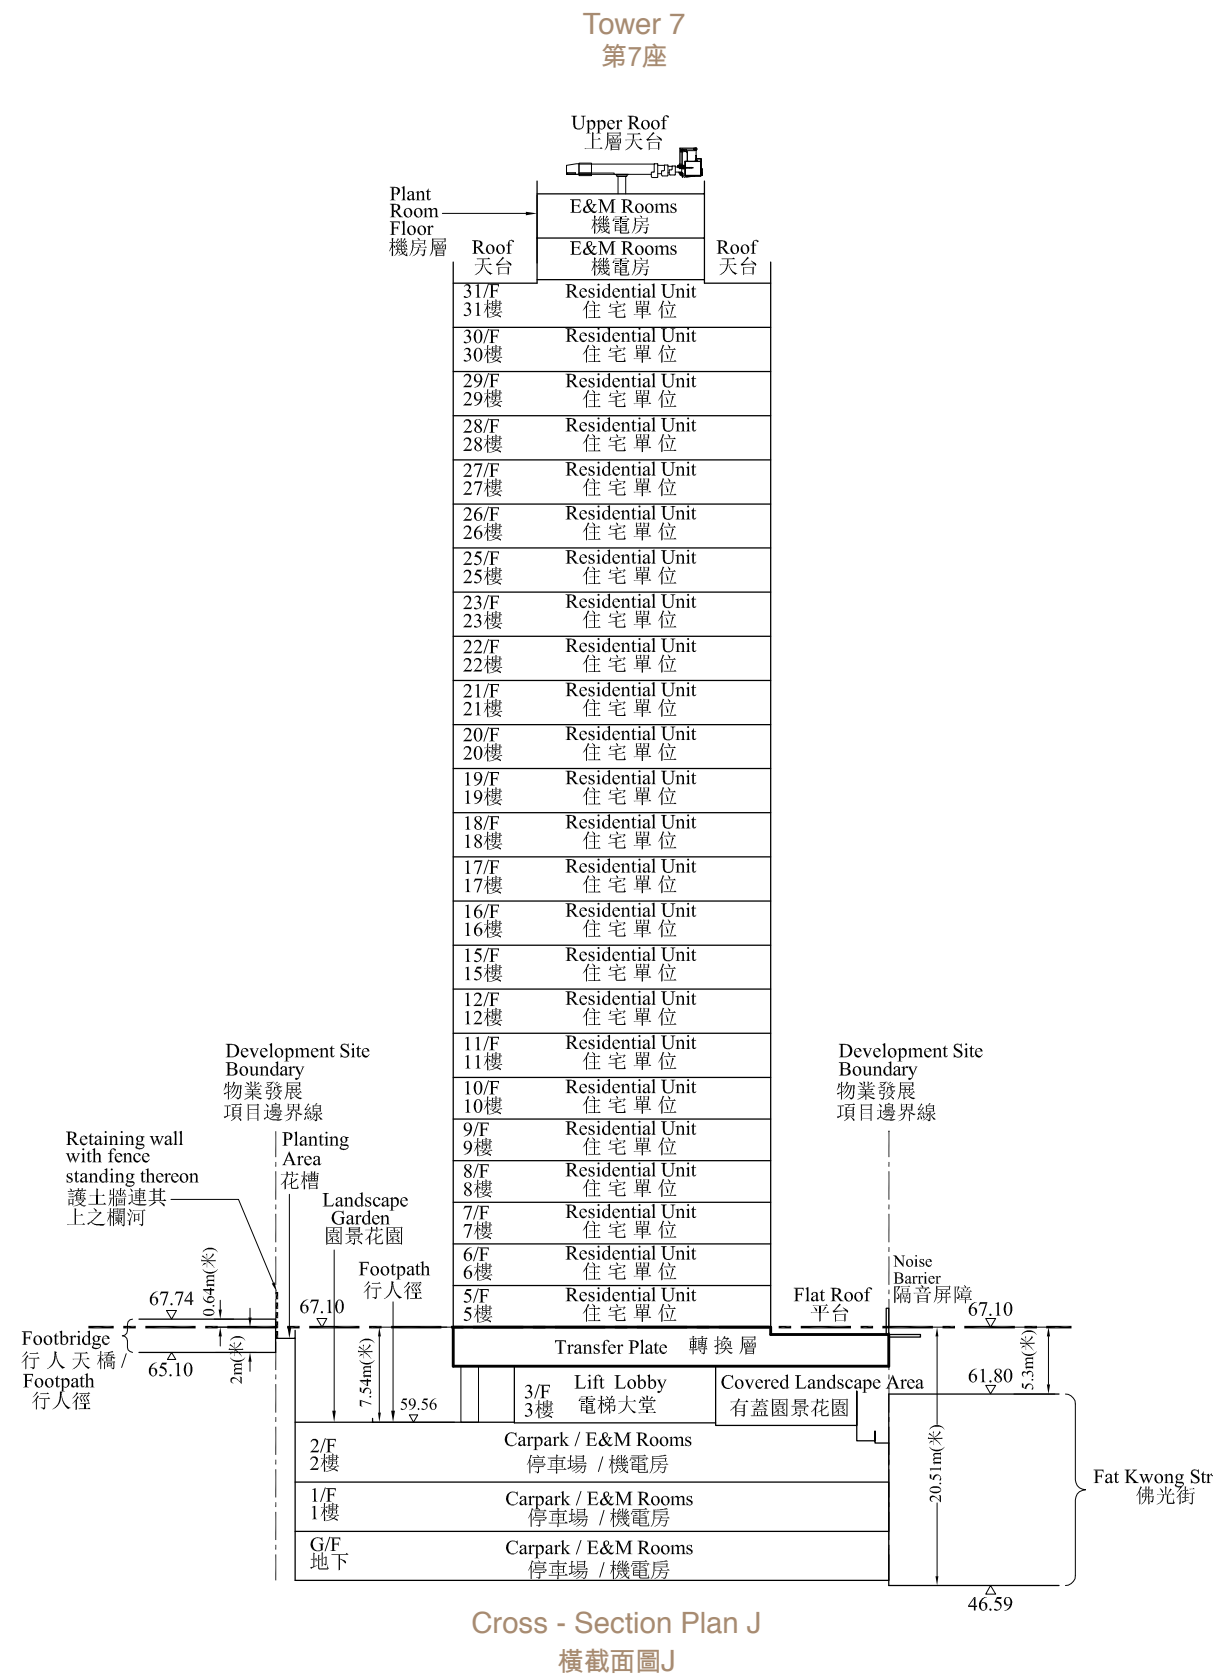 Tower 7
第7座
Upper Roof
上層天台
Plant
Room
Floor
機房層
E&M Rooms
機電房
Roof
天台
E&M Rooms
機電房
Roof
天台
31/F Residential Unit
31樓 住宅單位
30/F Residential Unit
30樓 住宅單位
29/F Residential Unit
29樓 住宅單位
28/F Residential Unit
28樓 住宅單位
27/F Residential Unit
27樓 住宅單位
26/F Residential Unit
26樓 住宅單位
25/F Residential Unit
25樓 住宅單位
23/F Residential Unit
23樓 住宅單位
22/F Residential Unit
22樓 住宅單位
21/F Residential Unit
21樓 住宅單位
20/F Residential Unit
20樓 住宅單位
19/F Residential Unit
19樓 住宅單位
18/F Residential Unit
18樓 住宅單位
17/F Residential Unit
17樓 住宅單位
16/F Residential Unit
16樓 住宅單位
15/F Residential Unit
15樓 住宅單位
12/F Residential Unit
12樓 住宅單位
11/F Residential Unit
11樓 住宅單位
10/F Residential Unit
10樓 住宅單位
9/F Residential Unit
9樓 住宅單位
8/F Residential Unit
8樓 住宅單位
7/F Residential Unit
7樓 住宅單位
6/F Residential Unit
6樓 住宅單位
5/F Residential Unit
5樓 住宅單位
Development Site
Boundary
物業發展
項目邊界線
Development Site
Boundary
物業發展
項目邊界線
Retaining wall
with fence
standing thereon
護土牆連其
上之欄河
Planting
Area
花槽
Landscape
Garden
園景花園
Footpath
行人徑
Noise
Barrier
隔音屏障
Flat Roof
平台
67.74
0.64m(米)
67.10
67.10
Footbridge
行人天橋/
Footpath
行人徑
65.10
2m(米)
7.54m(米)
59.56
Transfer Plate 轉換層
3/F Lift Lobby
3樓 電梯大堂
Covered Landscape Area
有蓋園景花園
61.80
5.3m(米)
20.51m(米)
2/F Carpark / E&M Rooms
2樓 停車場 / 機電房
1/F Carpark / E&M Rooms
1樓 停車場 / 機電房
G/F Carpark / E&M Rooms
地下 停車場 / 機電房
Fat Kwong Str
佛光街
46.59
Cross - Section Plan J
橫截面圖J